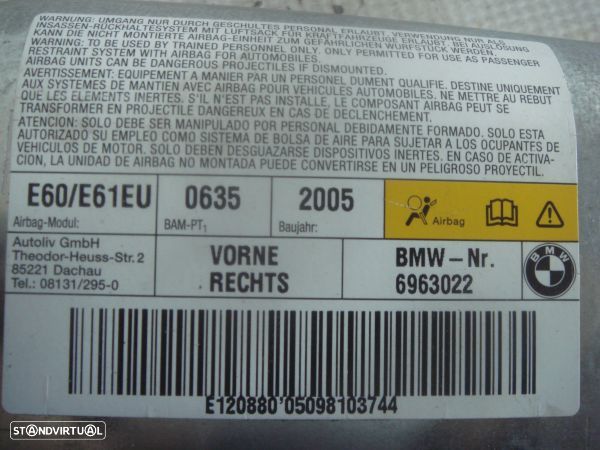 WARNUNG: UMGANG NUR DURCH GESCHULTES PERSONAL ERLAUBT. VERWENDUNG NUR ALS
INSASSEN-RÜCKHALTESYSTEM MIT LUFTSACK FÜR KRAFTFAHRZEUGE ERLAUBT. BEI AUSLÖSUNG
KANN DIE NICHT MONTIERTE AIRBAG-EINHEIT ZUM GEFÄHRLICHEN WURFSTÜCK WERDEN.
WARNING: TO BE USED BY TRAINED PERSONNEL ONLY. ONLY PERMITTED FOR USE AS PASSENGER
RESTRAINT SYSTEM WITH AIRBAG FOR AUTOMOBILES.
AIRBAG UNITS CAN BE DANGEROUS PROJECTILES IF DISMOUNTED.
AVERTISSEMENT: EQUIPEMENT A MANIER PAR UN PERSONEL DUMENT QUALIFIE. DESTINE UNIQUEMENT
AUX SYSTEMES DE MANTIEN AVEC AIRBAG POUR VEHICULES AUTOMOBILES. NE METTRE AU REBUT
QUE LES ELEMENTS INERTES. S'IL N'EST PAS INSTALLE, LE COMPOSANT AIRBAG PEUT SE
TRANSFORMER EN PROJECTILE DANGEREUX EN CAS DE DECLENCHEMENT.
ATENCION: SOLO DEBE SER MANIPULADO POR PERSONAL DEBIDAMENTE FORMADO. SOLO ESTA
AUTORIZADO SU EMPLEO COMO SISTEMA DE BOLSA DE AIRE PARA SUJETAR A LOS OCUPANTES DE
VEHICULOS DE MOTOR. SOLO DEBEN DESGUAZARSE DISPOSITIVOS INERTES. EN CASO DE ACTIVA-
CION, LA UNIDAD DE AIRBAG NO MONTADA PUEDE CONVERTIRSE EN UN PELIGROSO PROYECTIL.
E60/E61EU 0635 2005 Airbag
Airbag-Modul: BAM-PT1 Baujahr:
Autoliv GmbH
Theodor-Heuss-Str.2
85221 Dachau
Tel.: 08131/295-0
VORNE
RECHTS
BMW-Nr.
6963022
BMW
E120880'05098103744
STANDVIRTUAL